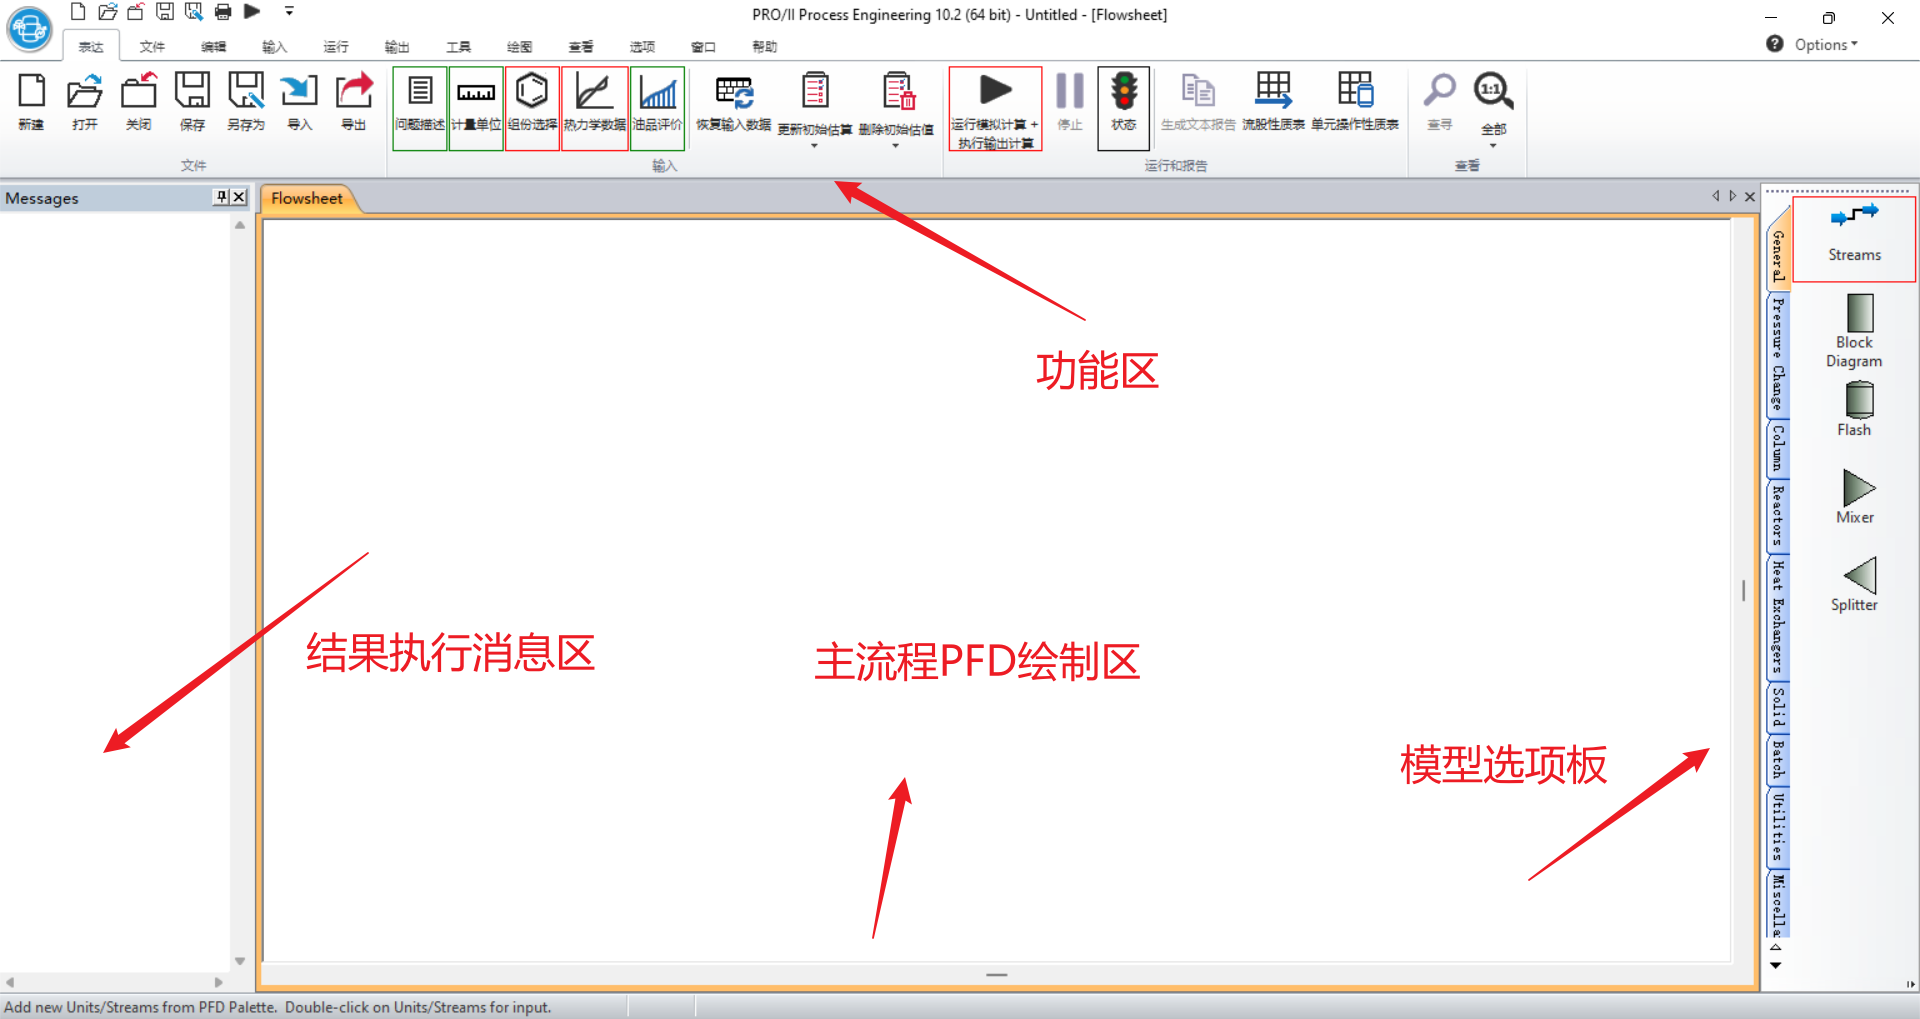 PRO/II Process Engineering 10.2 (64 bit) - Untitled - [Flowsheet]
表达 文件 编辑 输入 运行 输出 工具 绘图 查看 选项 窗口 帮助
Options
新建 打开 关闭 保存 另存为 导入 导出
问题描述 计量单位 组份选择 热力学数据 油品评价 恢复输入数据 更新初始估算 删除初始估值
运行模拟计算 +
执行输出计算
停止 状态 生成文本报告 流股性质表 单元操作性质表 查寻
1:1
全部
文件 输入 运行和报告 查看
Messages
Flowsheet
功能区
结果执行消息区
主流程PFD绘制区
模型选项板
General
Pressure Change
Column
Reactors
Heat Exchangers
Solid
Batch
Utilities
Miscella
Streams
Block
Diagram
Flash
Mixer
Splitter
Add new Units/Streams from PFD Palette. Double-click on Units/Streams for input.